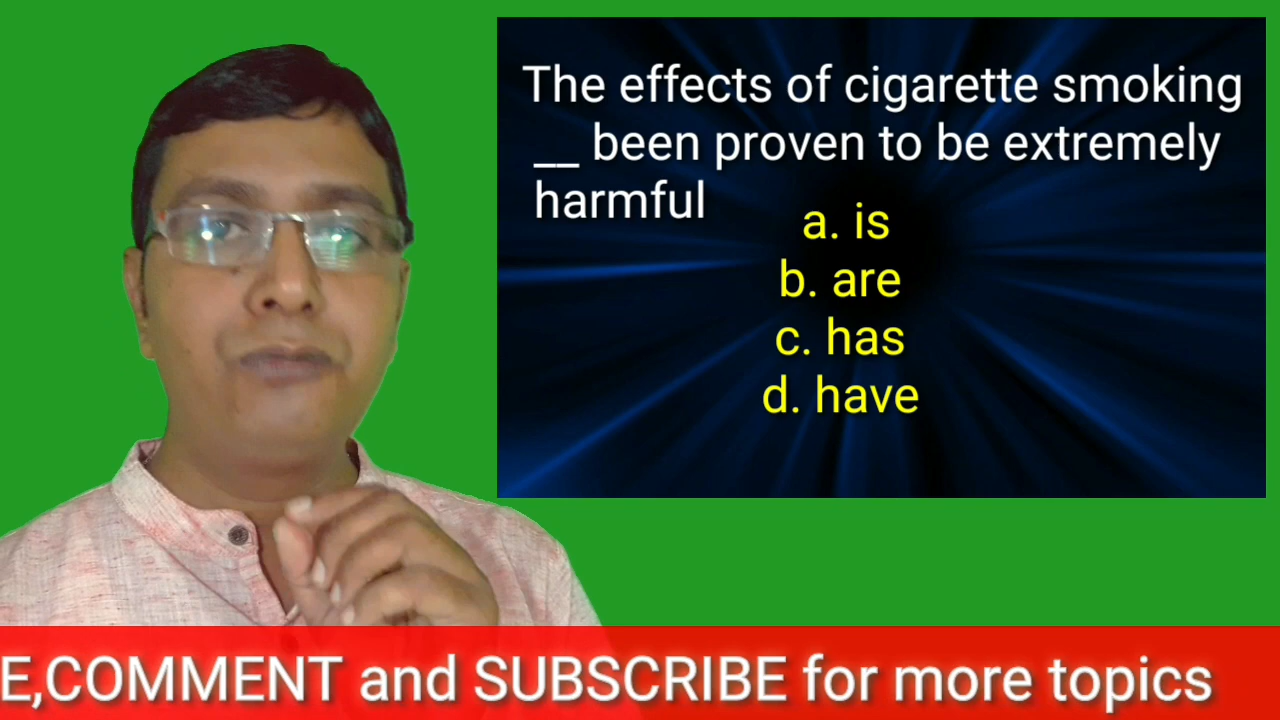 The effects of cigarette smoking
__ been proven to be extremely
harmful
a. is
b. are
c. has
d. have
E,COMMENT and SUBSCRIBE for more topics